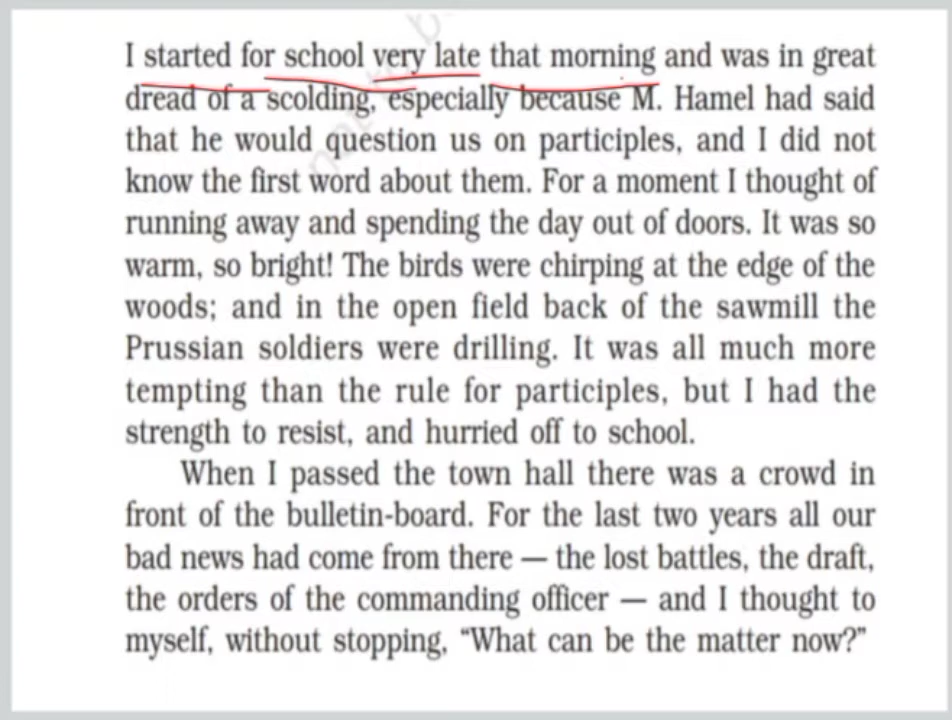 I started for school very late that morning and was in great
dread of a scolding, especially because M. Hamel had said
that he would question us on participles, and I did not
know the first word about them. For a moment I thought of
running away and spending the day out of doors. It was so
warm, so bright! The birds were chirping at the edge of the
woods; and in the open field back of the sawmill the
Prussian soldiers were drilling. It was all much more
tempting than the rule for participles, but I had the
strength to resist, and hurried off to school.
When I passed the town hall there was a crowd in
front of the bulletin-board. For the last two years all our
bad news had come from there — the lost battles, the draft,
the orders of the commanding officer — and I thought to
myself, without stopping, “What can be the matter now?”